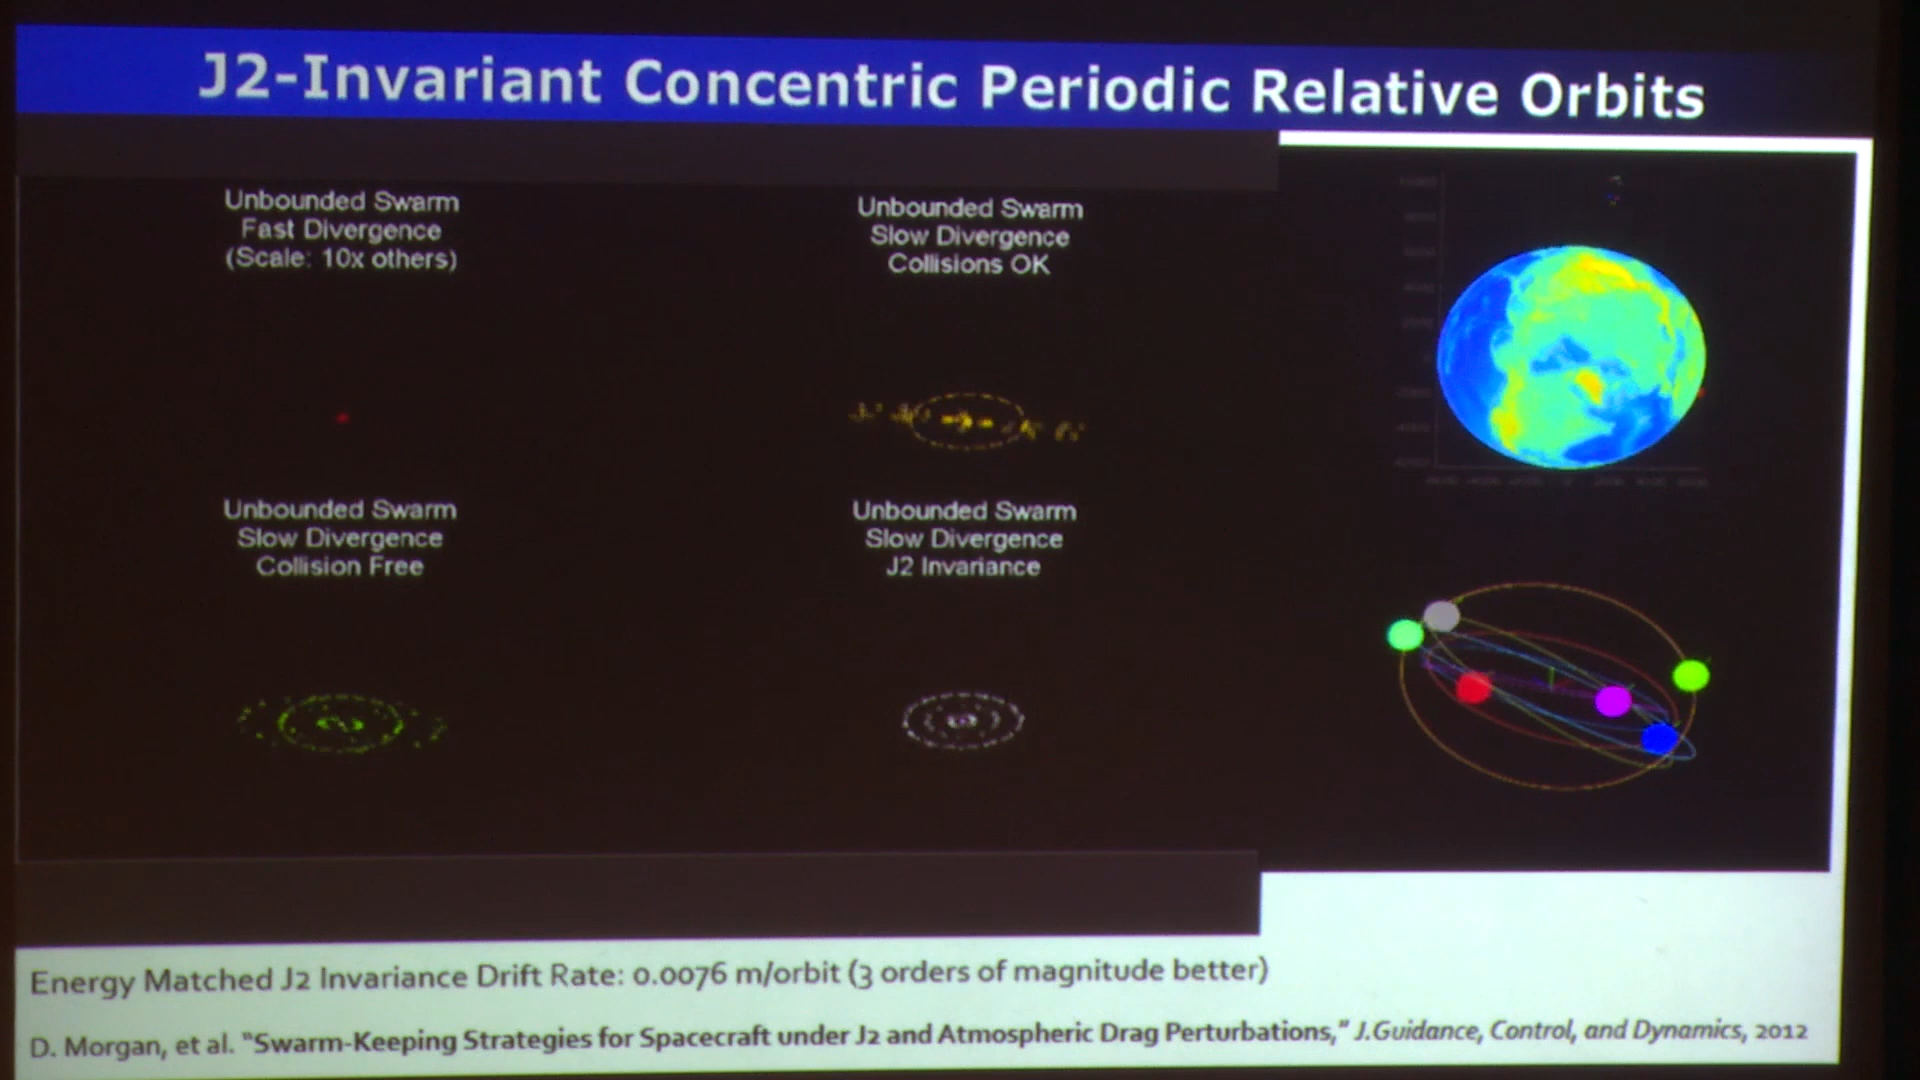 J2-Invariant Concentric Periodic Relative Orbits
Unbounded Swarm
Fast Divergence
(Scale: 10x others)
Unbounded Swarm
Slow Divergence
Collisions OK
Unbounded Swarm
Slow Divergence
Collision Free
Unbounded Swarm
Slow Divergence
J2 Invariance
Energy Matched J2 Invariance Drift Rate: 0.0076 m/orbit (3 orders of magnitude better)
D. Morgan, et al. "Swarm-Keeping Strategies for Spacecraft under J2 and Atmospheric Drag Perturbations," J.Guidance, Control, and Dynamics, 2012